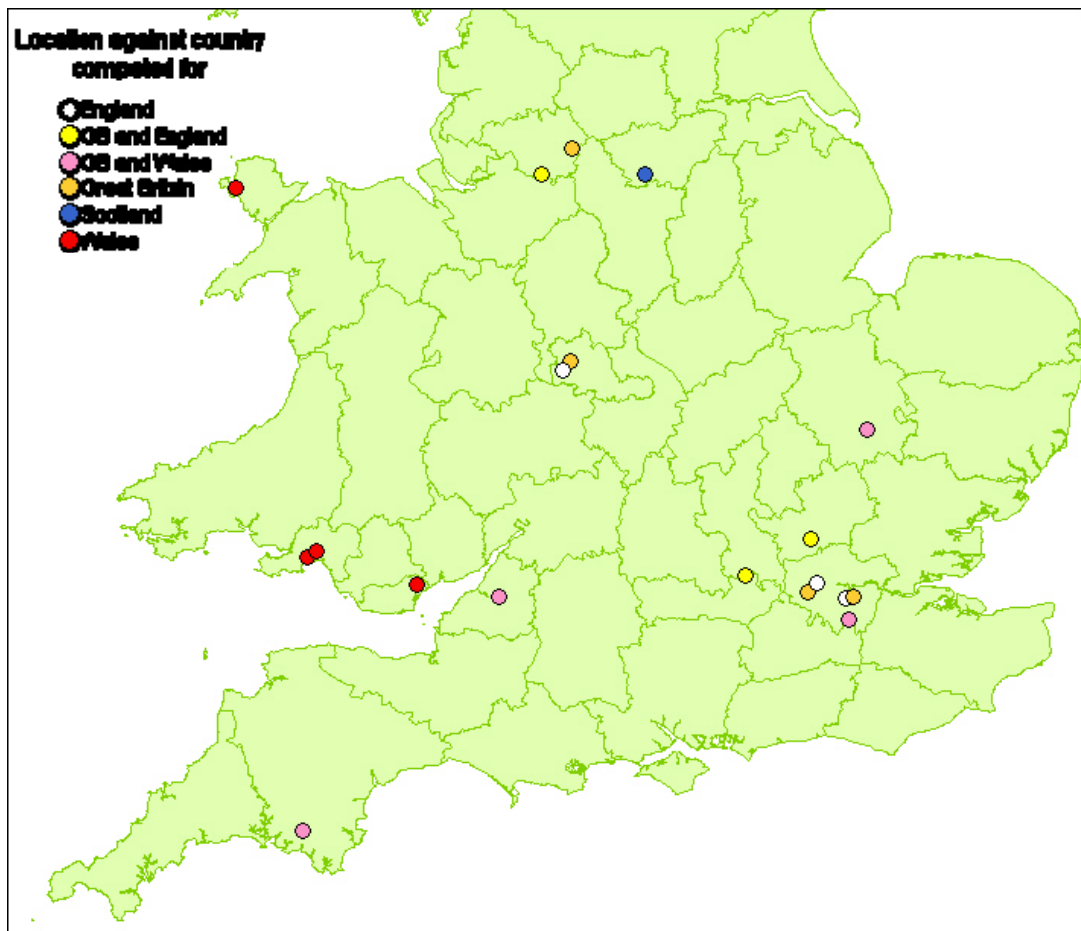 Location against country
competed for
England
GB and England
GB and Wales
Great Britain
Scotland
Wales